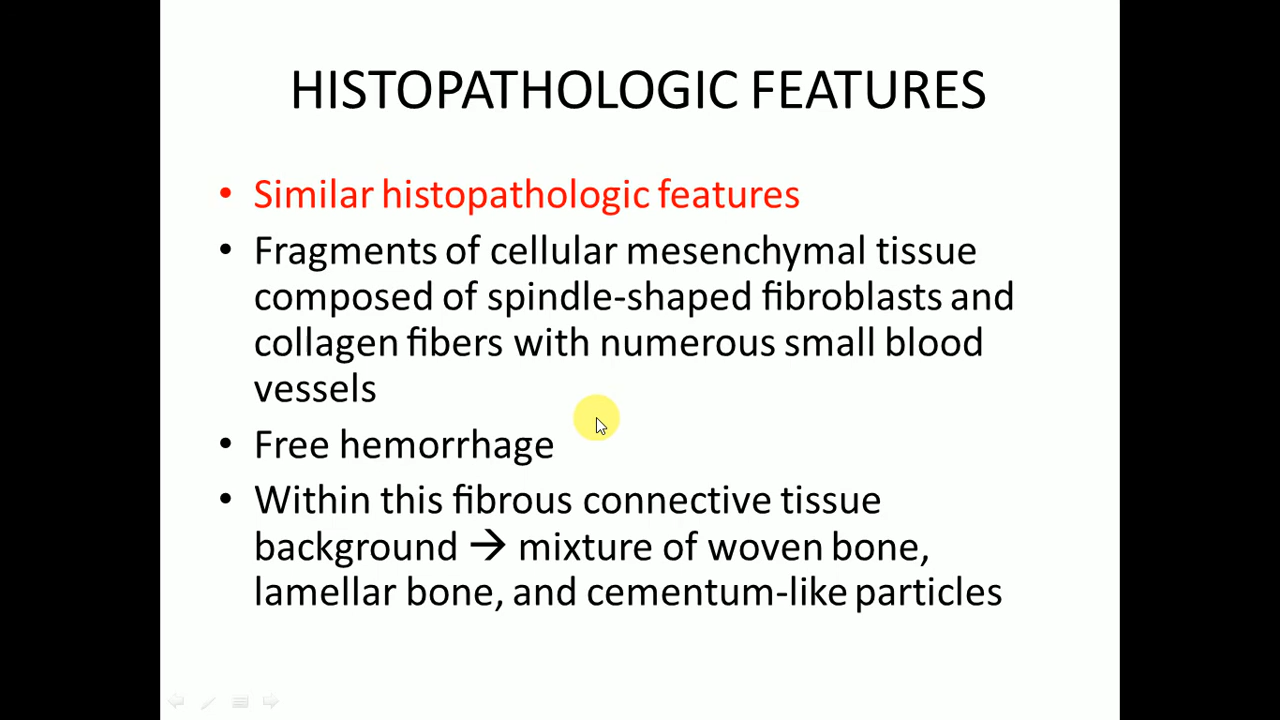 HISTOPATHOLOGIC FEATURES
• Similar histopathologic features
• Fragments of cellular mesenchymal tissue
composed of spindle-shaped fibroblasts and
collagen fibers with numerous small blood
vessels
• Free hemorrhage
• Within this fibrous connective tissue
background → mixture of woven bone,
lamellar bone, and cementum-like particles